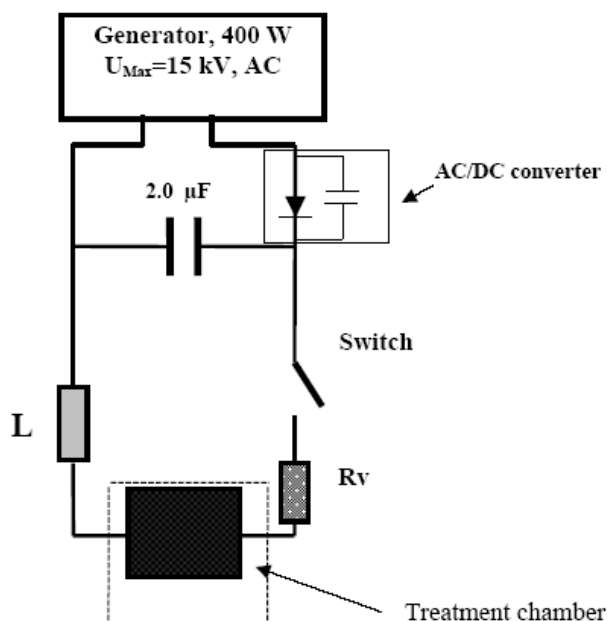 Generator, 400 W
UMax=15 kV, AC
AC/DC converter
2.0 μF
Switch
L
Rv
Treatment chamber